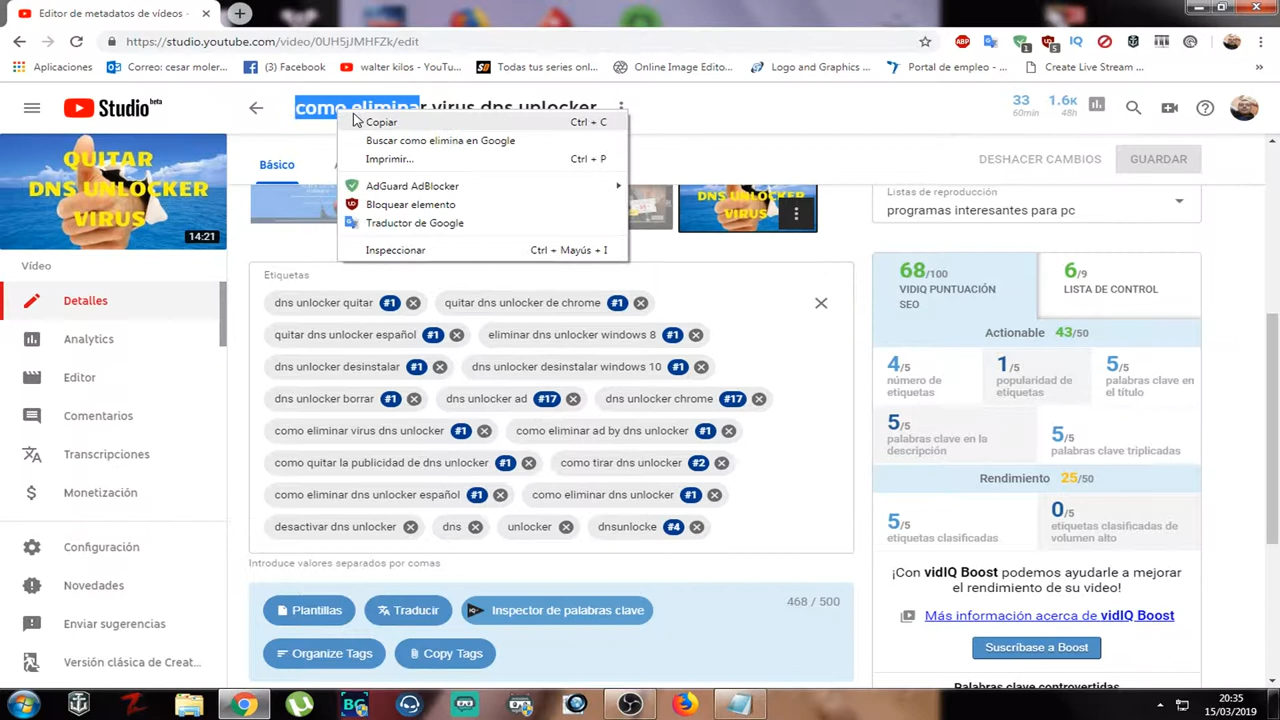 Editor de metadatos de vídeos
https://studio.youtube.com/video/0UH5jJMHFZk/edit
Aplicaciones
Correo: cesar moler...
(3) Facebook
walter kilos - YouTu...
Todas tus series onl...
Online Image Edito...
Logo and Graphics ...
Portal de empleo - ...
Create Live Stream ...
Studio beta
como eliminar virus dns unlocker
33
60min
1.6K
48h
Copiar Ctrl + C
Buscar como elimina en Google
Imprimir... Ctrl + P
AdGuard AdBlocker
Bloquear elemento
Traductor de Google
Inspeccionar Ctrl + Mayús + I
QUITAR
DNS UNLOCKER
VIRUS
14:21
Básico
DESHACER CAMBIOS
GUARDAR
Listas de reproducción
programas interesantes para pc
Vídeo
Detalles
Analytics
Editor
Comentarios
Transcripciones
Monetización
Configuración
Novedades
Enviar sugerencias
Versión clásica de Creat...
Etiquetas
dns unlocker quitar #1
quitar dns unlocker de chrome #1
quitar dns unlocker español #1
eliminar dns unlocker windows 8 #1
dns unlocker desinstalar #1
dns unlocker desinstalar windows 10 #1
dns unlocker borrar #1
dns unlocker ad #17
dns unlocker chrome #17
como eliminar virus dns unlocker #1
como eliminar ad by dns unlocker #1
como quitar la publicidad de dns unlocker #1
como tirar dns unlocker #2
como eliminar dns unlocker español #1
como eliminar dns unlocker #1
desactivar dns unlocker
dns
unlocker
dnsunlocke #4
Introduce valores separados por comas
Plantillas
Traducir
Inspector de palabras clave
468 / 500
Organize Tags
Copy Tags
68/100
VIDIQ PUNTUACIÓN
SEO
6/9
LISTA DE CONTROL
Actionable 43/50
4/5
número de
etiquetas
1/5
popularidad de
etiquetas
5/5
palabras clave en
el título
5/5
palabras clave en la
descripción
5/5
palabras clave triplicadas
Rendimiento 25/50
5/5
etiquetas clasificadas
0/5
etiquetas clasificadas de
volumen alto
¡Con vidIQ Boost podemos ayudarle a mejorar
el rendimiento de su video!
Más información acerca de vidIQ Boost
Suscríbase a Boost
Palabras clave controvertidas
20:35
15/03/2019